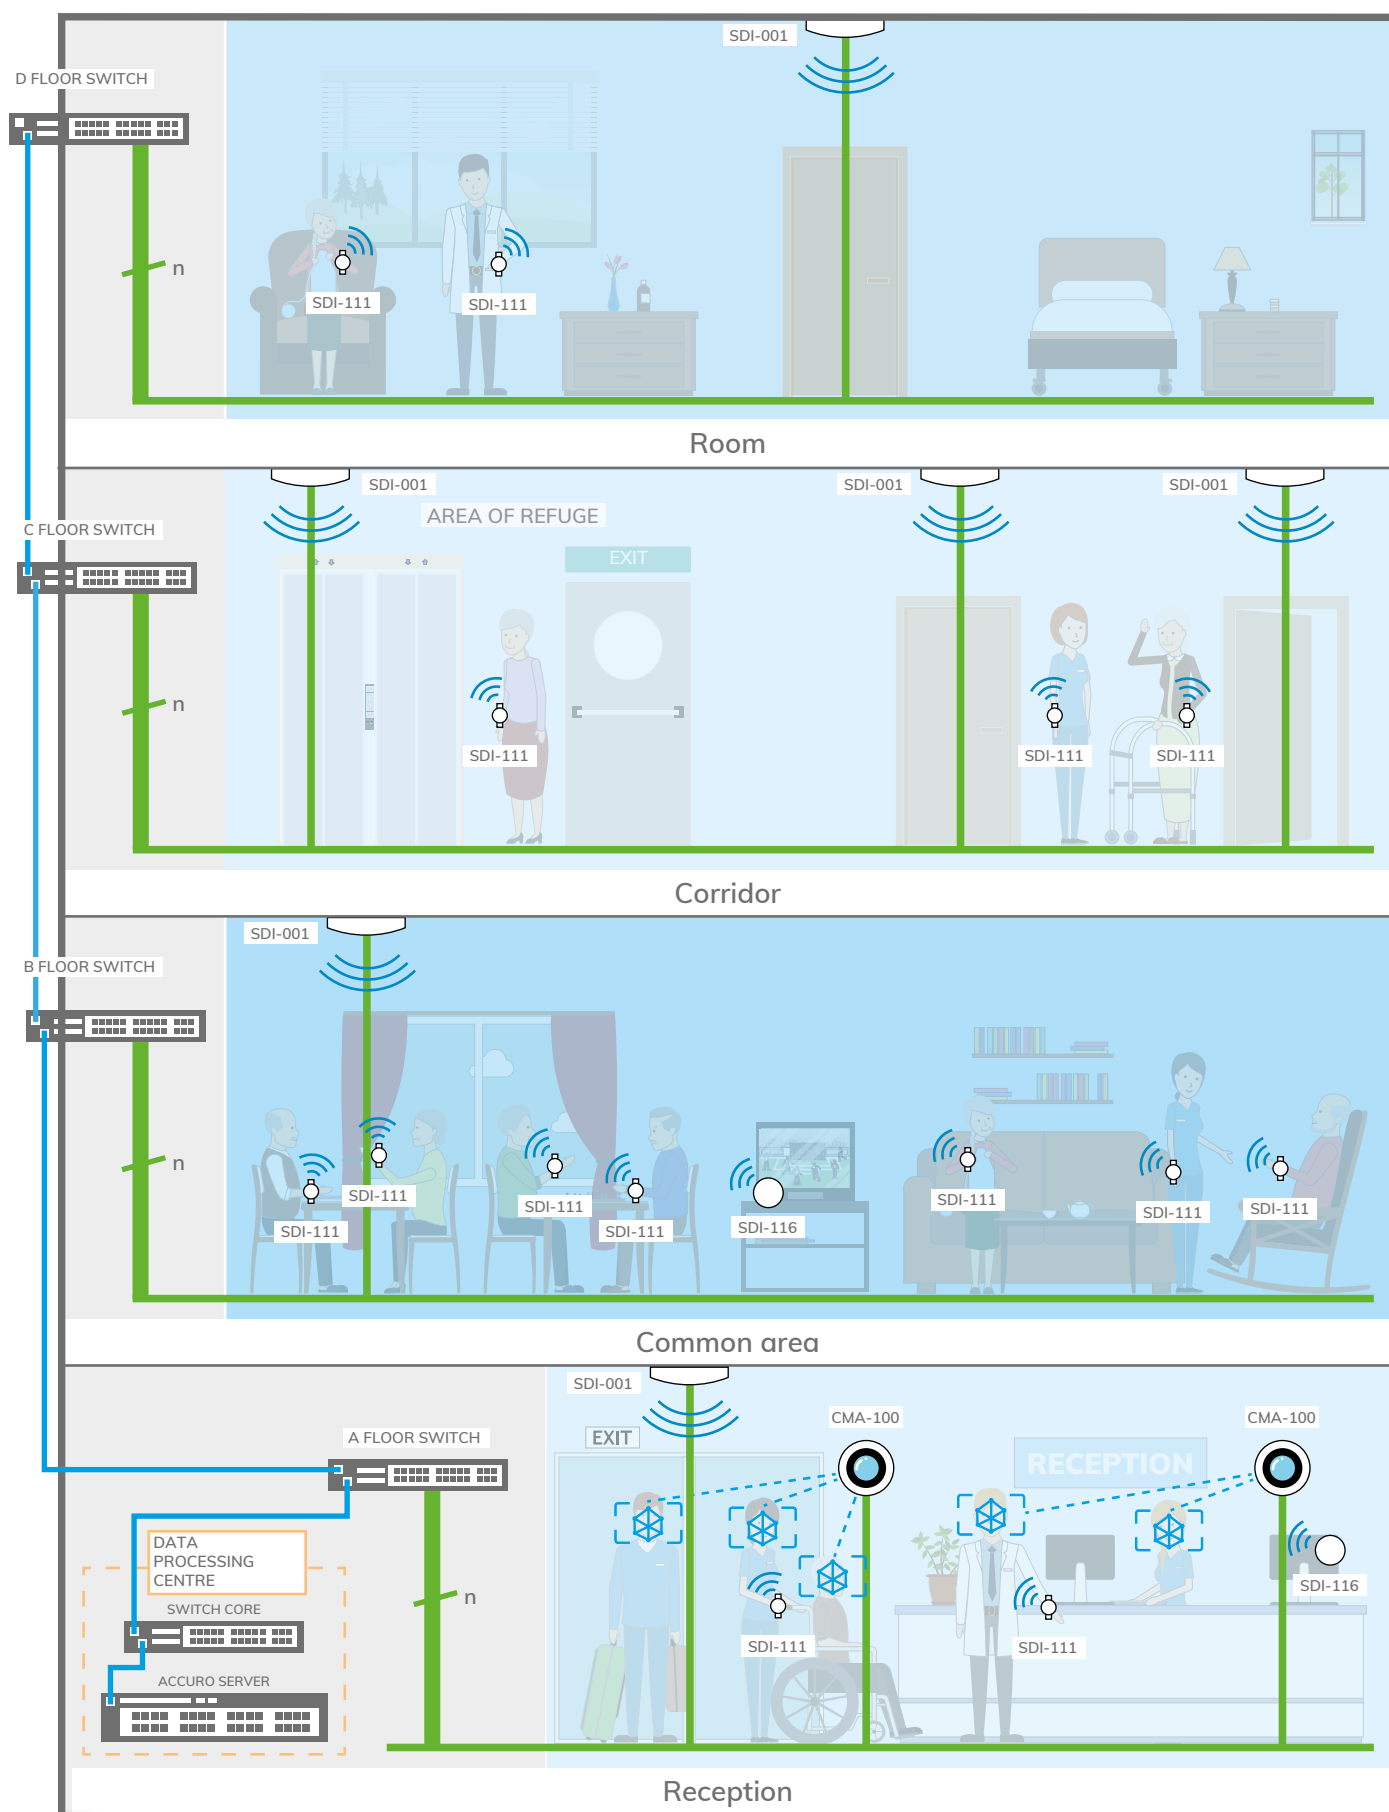 SDI-001
D FLOOR SWITCH
n
SDI-111
SDI-111
Room
SDI-001
SDI-001
SDI-001
AREA OF REFUGE
C FLOOR SWITCH
EXIT
n
SDI-111
SDI-111
SDI-111
Corridor
SDI-001
B FLOOR SWITCH
n
SDI-111
SDI-111
SDI-111
SDI-111
SDI-116
SDI-111
SDI-111
SDI-111
Common area
SDI-001
CMA-100
CMA-100
A FLOOR SWITCH
EXIT
RECEPTION
DATA
PROCESSING
CENTRE
n
SDI-116
SWITCH CORE
SDI-111
SDI-111
ACCURO SERVER
Reception